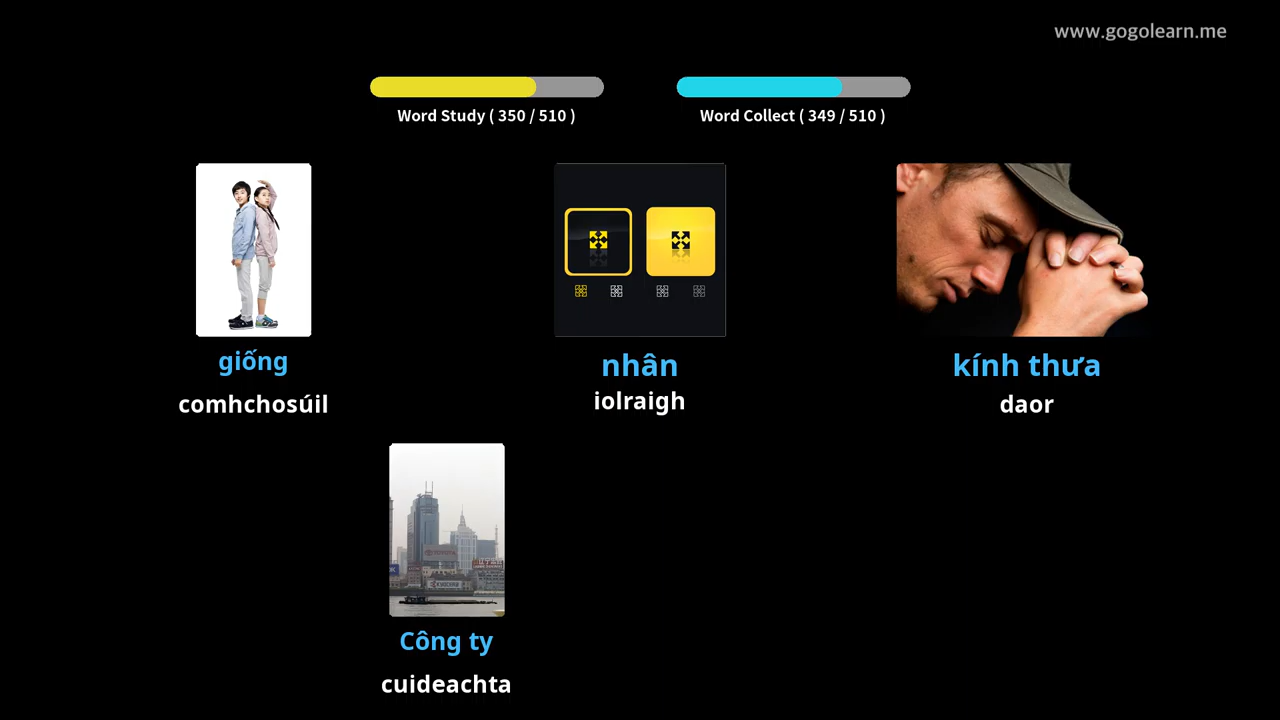 www.gogolearn.me
Word Study ( 350 / 510 )
Word Collect ( 349 / 510 )
giống
nhân
kính thưa
comhchosúil
iolraigh
daor
TOYOTA
Công ty
cuideachta